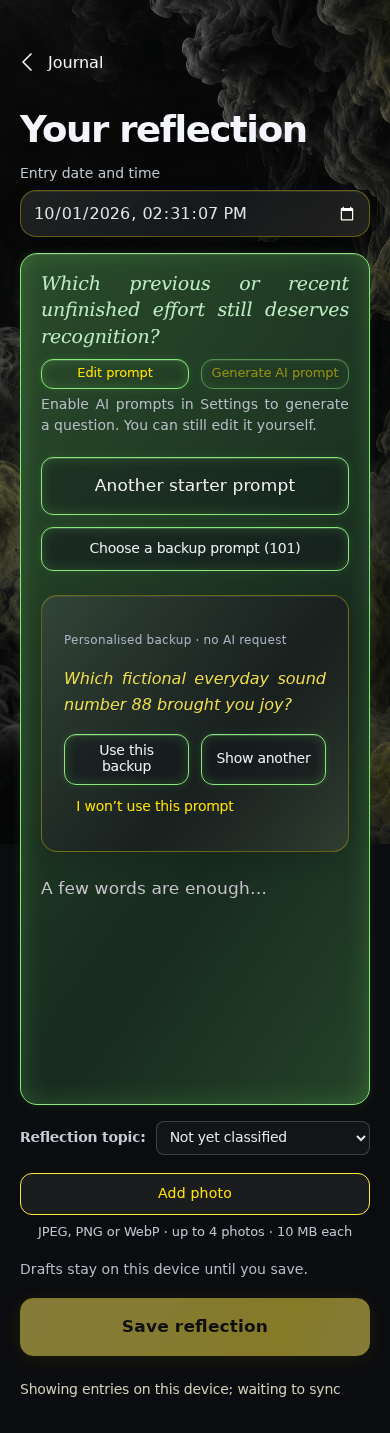 Journal
Your reflection
Entry date and time
10/01/2026, 02:31:07 PM
Which previous or recent
unfinished effort still deserves
recognition?
Edit prompt
Generate AI prompt
Enable AI prompts in Settings to generate
a question. You can still edit it yourself.
Another starter prompt
Choose a backup prompt (101)
Personalised backup · no AI request
Which fictional everyday sound
number 88 brought you joy?
Use this
backup
Show another
I won’t use this prompt
A few words are enough…
Reflection topic:
Not yet classified
Add photo
JPEG, PNG or WebP · up to 4 photos · 10 MB each
Drafts stay on this device until you save.
Save reflection
Showing entries on this device; waiting to sync